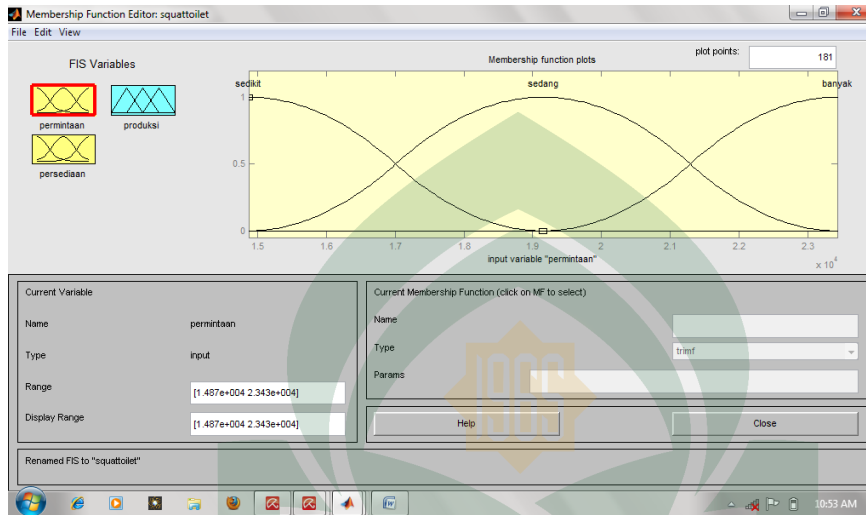 Membership Function Editor: squattoilet
File Edit View
FIS Variables
permintaan
produksi
persediaan
Membership function plots
plot points:
181
sedikit
sedang
banyak
1
0.5
0
1.5 1.6 1.7 1.8 1.9 2 2.1 2.2 2.3
input variable "permintaan"
x 10^4
Current Variable
Name permintaan
Type input
Range [1.487e+004 2.343e+004]
Display Range [1.487e+004 2.343e+004]
Current Membership Function (click on MF to select)
Name
Type trimf
Params
Help
Close
Renamed FIS to "squattoilet"
10:53 AM